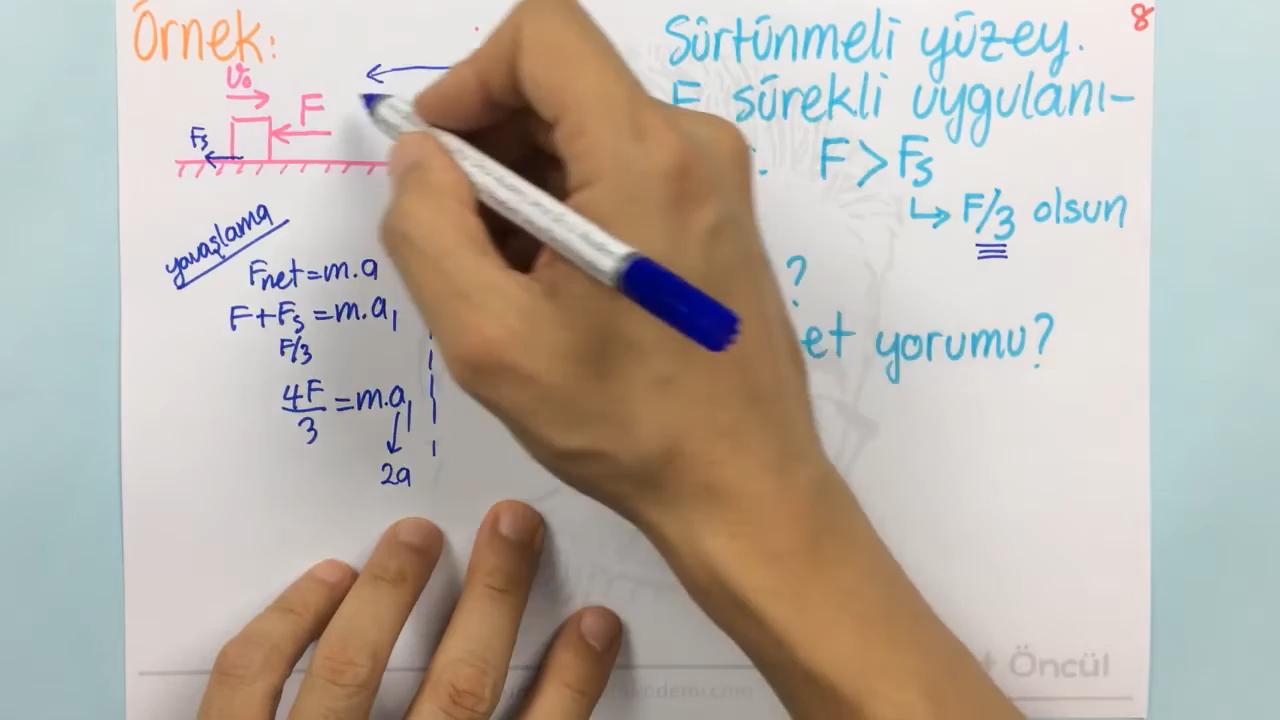 Örnek:
8
V₀
F
Fs
Sürtünmeli yüzey.
F sürekli uygulanı-
F > Fs
↳ F/3 olsun
?
et yorumu?
yavaşlama
Fnet = m.a
F + Fs = m.a₁
F/3
4F/3 = m.a₁
2a
Öncül